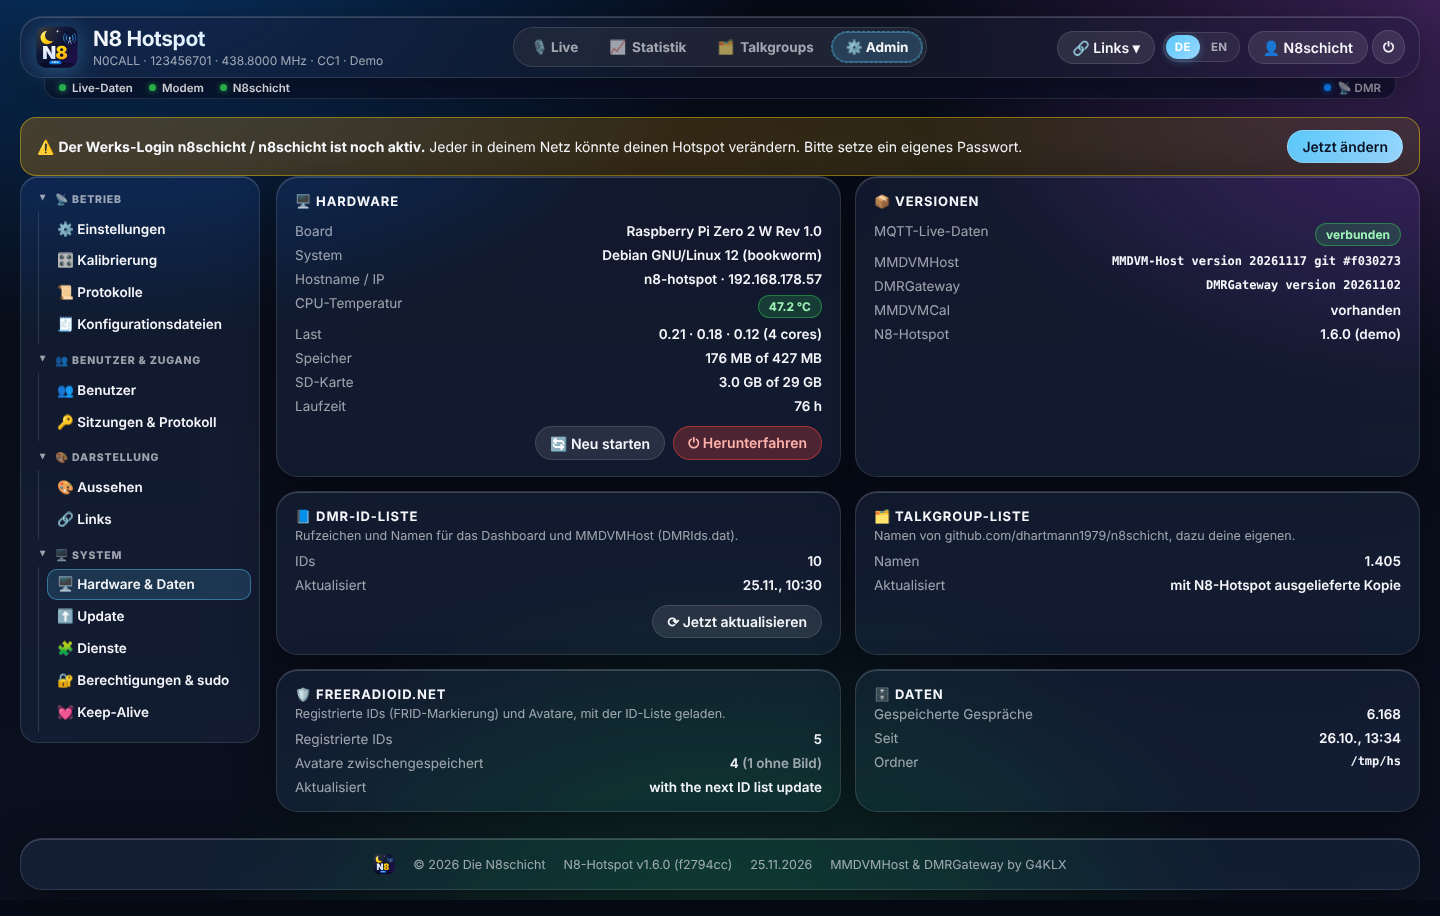 N8 Hotspot
N0CALL · 123456701 · 438.8000 MHz · CC1 · Demo
Live
Statistik
Talkgroups
Admin
Links ▾
DE
EN
N8schicht
Live-Daten
Modem
N8schicht
DMR
Der Werks-Login n8schicht / n8schicht ist noch aktiv. Jeder in deinem Netz könnte deinen Hotspot verändern. Bitte setze ein eigenes Passwort.
Jetzt ändern
BETRIEB
Einstellungen
Kalibrierung
Protokolle
Konfigurationsdateien
BENUTZER & ZUGANG
Benutzer
Sitzungen & Protokoll
DARSTELLUNG
Aussehen
Links
SYSTEM
Hardware & Daten
Update
Dienste
Berechtigungen & sudo
Keep-Alive
HARDWARE
Board Raspberry Pi Zero 2 W Rev 1.0
System Debian GNU/Linux 12 (bookworm)
Hostname / IP n8-hotspot · 192.168.178.57
CPU-Temperatur 47.2 °C
Last 0.21 · 0.18 · 0.12 (4 cores)
Speicher 176 MB of 427 MB
SD-Karte 3.0 GB of 29 GB
Laufzeit 76 h
Neu starten
Herunterfahren
VERSIONEN
MQTT-Live-Daten verbunden
MMDVMHost MMDVM-Host version 20261117 git #f030273
DMRGateway DMRGateway version 20261102
MMDVMCal vorhanden
N8-Hotspot 1.6.0 (demo)
DMR-ID-LISTE
Rufzeichen und Namen für das Dashboard und MMDVMHost (DMRIds.dat).
IDs 10
Aktualisiert 25.11., 10:30
⟳ Jetzt aktualisieren
TALKGROUP-LISTE
Namen von github.com/dhartmann1979/n8schicht, dazu deine eigenen.
Namen 1.405
Aktualisiert mit N8-Hotspot ausgelieferte Kopie
FREERADIOID.NET
Registrierte IDs (FRID-Markierung) und Avatare, mit der ID-Liste geladen.
Registrierte IDs 5
Avatare zwischengespeichert 4 (1 ohne Bild)
Aktualisiert with the next ID list update
DATEN
Gespeicherte Gespräche 6.168
Seit 26.10., 13:34
Ordner /tmp/hs
N8
© 2026 Die N8schicht
N8-Hotspot v1.6.0 (f2794cc)
25.11.2026
MMDVMHost & DMRGateway by G4KLX